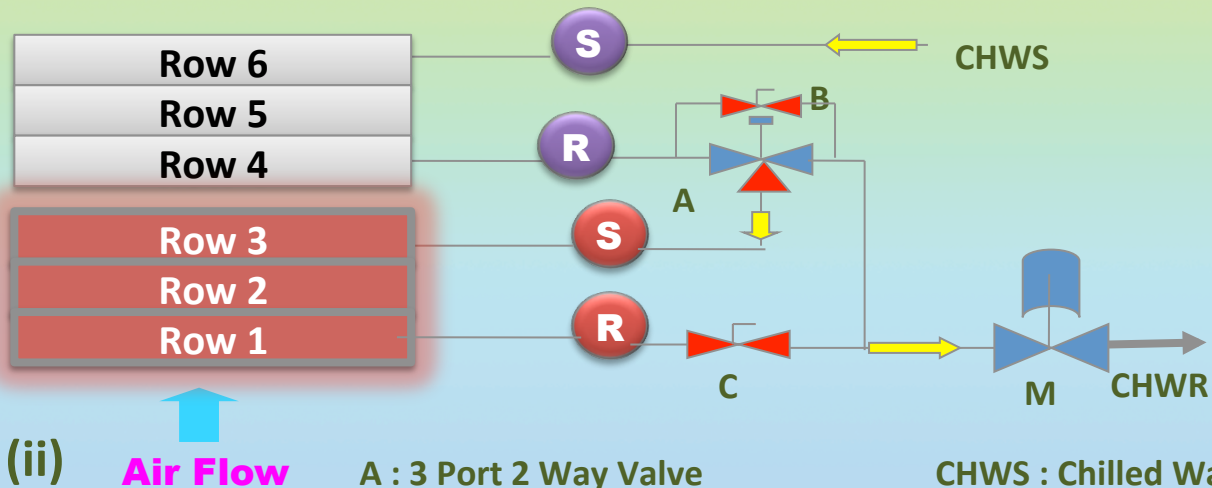 Row 6
Row 5
Row 4
Row 3
Row 2
Row 1
S
R
S
R
CHWS
B
A
C
M
CHWR
(ii)
Air Flow
A : 3 Port 2 Way Valve
CHWS : Chilled